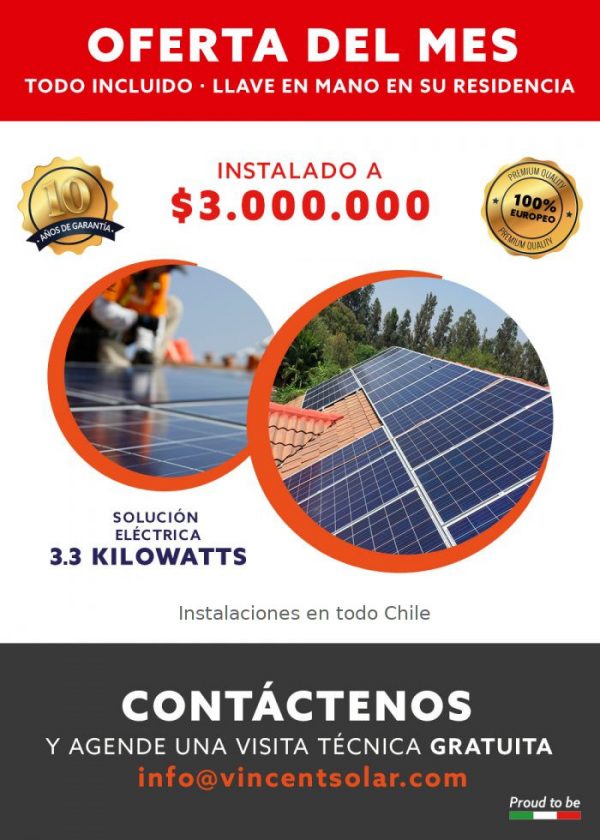 OFERTA DEL MES
TODO INCLUIDO · LLAVE EN MANO EN SU RESIDENCIA
INSTALADO A
$3.000.000
10
• AÑOS DE GARANTÍA •
PREMIUM QUALITY
100%
EUROPEO
PREMIUM QUALITY
SOLUCIÓN
ELÉCTRICA
3.3 KILOWATTS
Instalaciones en todo Chile
CONTÁCTENOS
Y AGENDE UNA VISITA TÉCNICA GRATUITA
info@vincentsolar.com
Proud to be